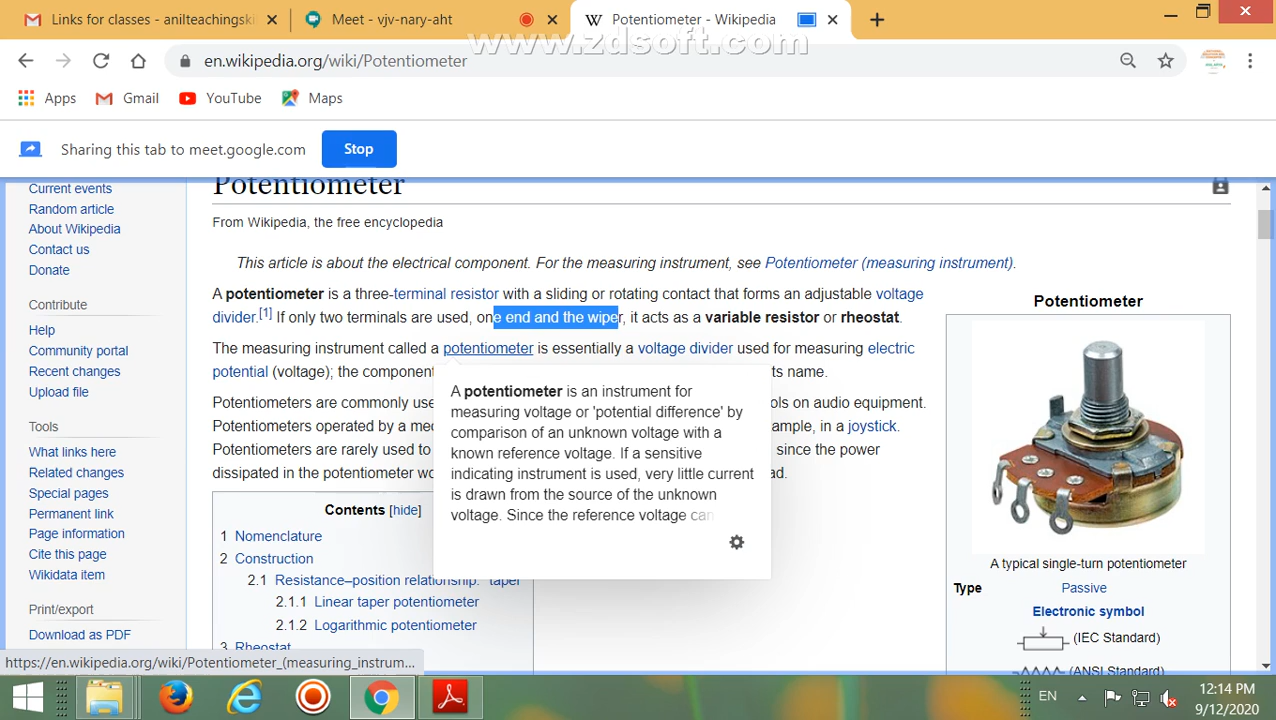 Links for classes - anilteachingski
Meet - vjv-nary-aht
Potentiometer - Wikipedia
www.zdsoft.com
en.wikipedia.org/wiki/Potentiometer
Apps
Gmail
YouTube
Maps
Sharing this tab to meet.google.com
Stop
Current events
Random article
About Wikipedia
Contact us
Donate
Contribute
Help
Community portal
Recent changes
Upload file
Tools
What links here
Related changes
Special pages
Permanent link
Page information
Cite this page
Wikidata item
Print/export
Download as PDF
Potentiometer
From Wikipedia, the free encyclopedia
This article is about the electrical component. For the measuring instrument, see Potentiometer (measuring instrument).
A potentiometer is a three-terminal resistor with a sliding or rotating contact that forms an adjustable voltage
divider.[1] If only two terminals are used, one end and the wiper, it acts as a variable resistor or rheostat.
The measuring instrument called a potentiometer is essentially a voltage divider used for measuring electric
potential (voltage); the component ts name.
Potentiometers are commonly use ols on audio equipment.
Potentiometers operated by a me ample, in a joystick.
Potentiometers are rarely used to since the power
dissipated in the potentiometer wo ad.
A potentiometer is an instrument for
measuring voltage or 'potential difference' by
comparison of an unknown voltage with a
known reference voltage. If a sensitive
indicating instrument is used, very little current
is drawn from the source of the unknown
voltage. Since the reference voltage can
Contents [hide]
1 Nomenclature
2 Construction
2.1 Resistance–position relationship: "taper"
2.1.1 Linear taper potentiometer
2.1.2 Logarithmic potentiometer
3 Rheostat
Potentiometer
A typical single-turn potentiometer
Type Passive
Electronic symbol
(IEC Standard)
(ANSI Standard)
https://en.wikipedia.org/wiki/Potentiometer_(measuring_instrum...
EN
12:14 PM
9/12/2020